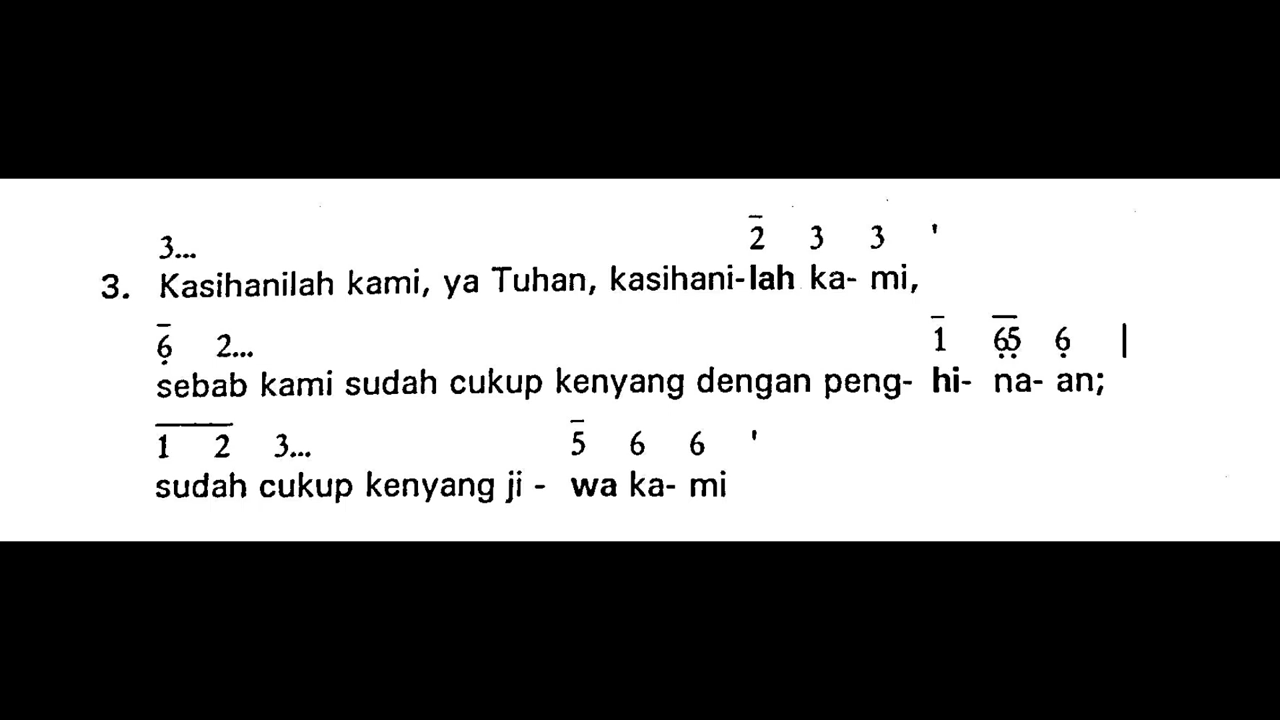 3... 2̅ 3 3 '
3. Kasihanilah kami, ya Tuhan, kasihani-lah ka- mi,
6̣̅ 2... 1̅ 6̣̅5̣̅ 6̣ |
sebab kami sudah cukup kenyang dengan peng- hi- na- an;
1̅ 2̅ 3... 5̅ 6 6 '
sudah cukup kenyang ji - wa ka- mi